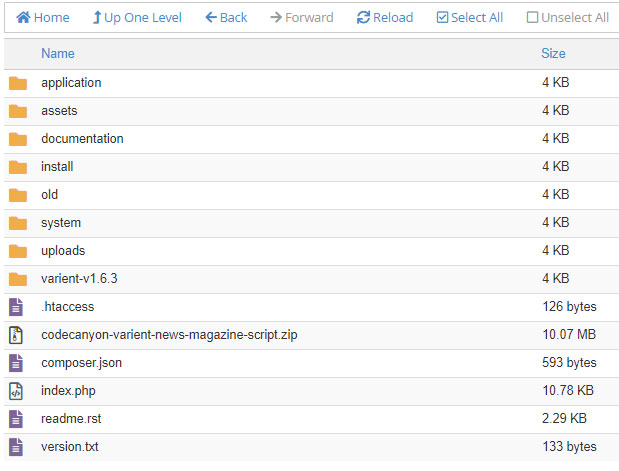 Home Up One Level Back Forward Reload Select All Unselect All
Name Size
application 4 KB
assets 4 KB
documentation 4 KB
install 4 KB
old 4 KB
system 4 KB
uploads 4 KB
varient-v1.6.3 4 KB
.htaccess 126 bytes
codecanyon-varient-news-magazine-script.zip 10.07 MB
composer.json 593 bytes
index.php 10.78 KB
readme.rst 2.29 KB
version.txt 133 bytes